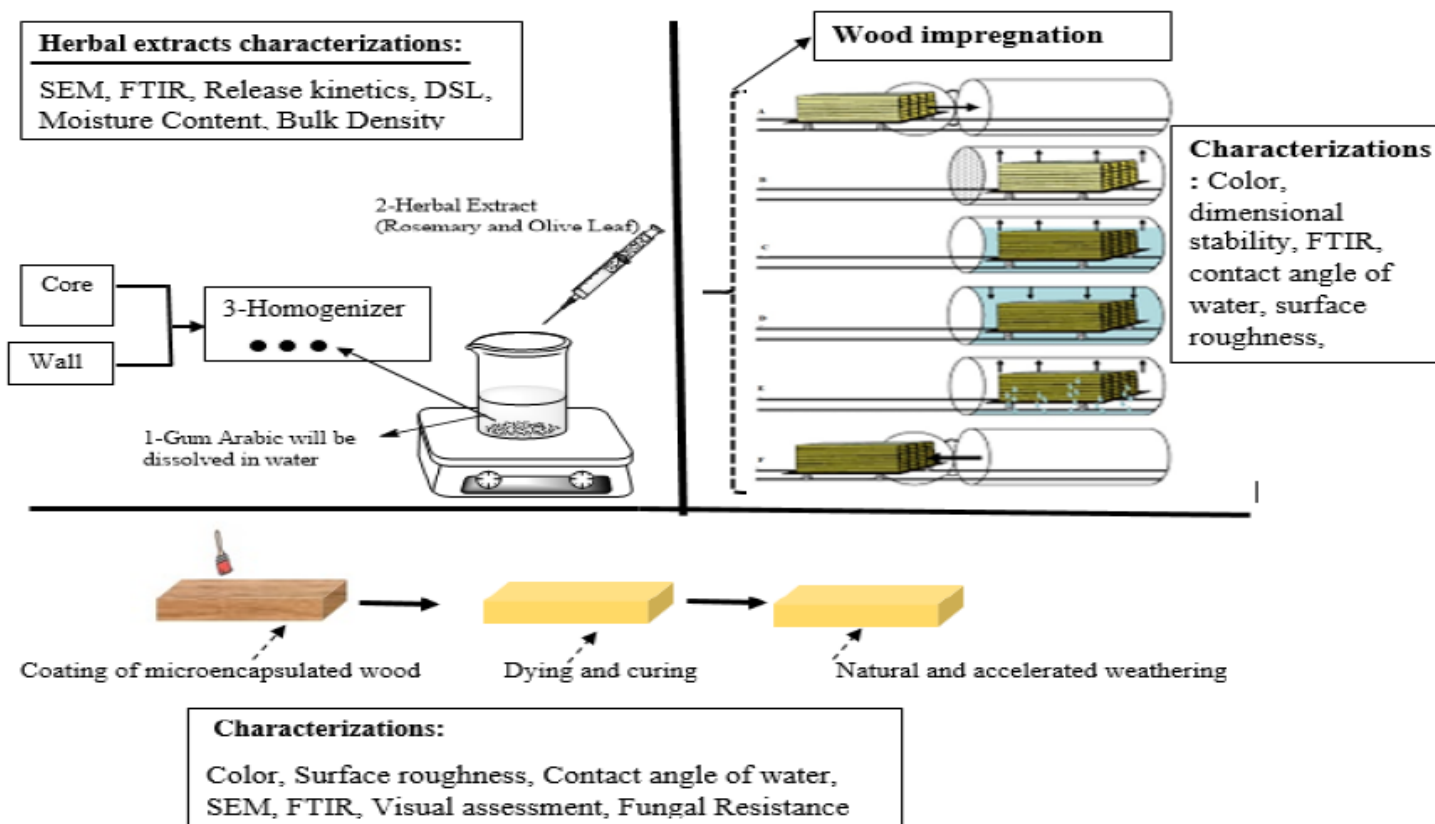 Herbal extracts characterizations:
SEM, FTIR, Release kinetics, DSL,
Moisture Content, Bulk Density
2-Herbal Extract
(Rosemary and Olive Leaf)
Core
Wall
3-Homogenizer
1-Gum Arabic will be
dissolved in water
Wood impregnation
A
B
C
D
E
F
Characterizations
: Color,
dimensional
stability, FTIR,
contact angle of
water, surface
roughness,
Coating of microencapsulated wood
Dying and curing
Natural and accelerated weathering
Characterizations:
Color, Surface roughness, Contact angle of water,
SEM, FTIR, Visual assessment, Fungal Resistance